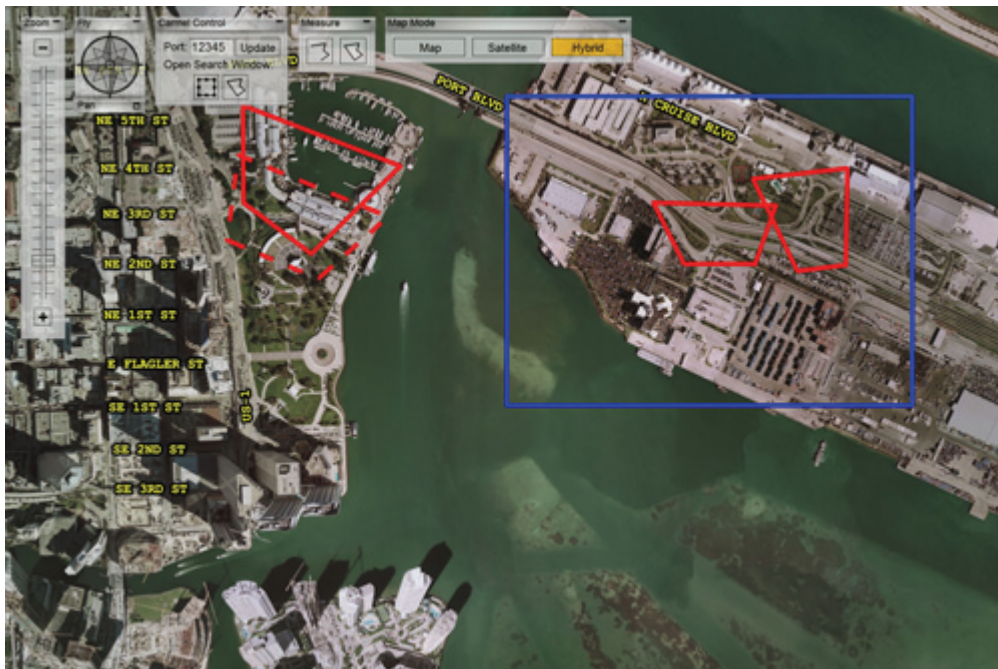 Zoom
Fly
Carmel Control
Measure
Map Mode
Port: 12345 Update
Map Satellite Hybrid
Open Search Window:
Pan
PORT BLVD
N CRUISE BLVD
NE 5TH ST
NE 4TH ST
NE 3RD ST
NE 2ND ST
NE 1ST ST
E FLAGLER ST
US-1
SE 1ST ST
SE 2ND ST
SE 3RD ST